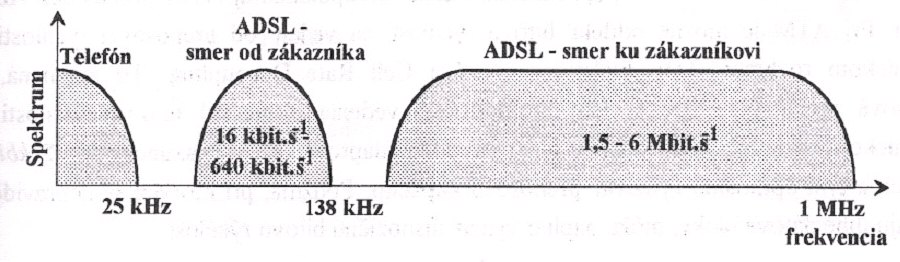 ADSL -
smer od zákazníka
Telefón
ADSL - smer ku zákazníkovi
Spektrum
16 kbit.s⁻¹ -
640 kbit.s⁻¹
1,5 - 6 Mbit.s⁻¹
25 kHz
138 kHz
1 MHz
frekvencia